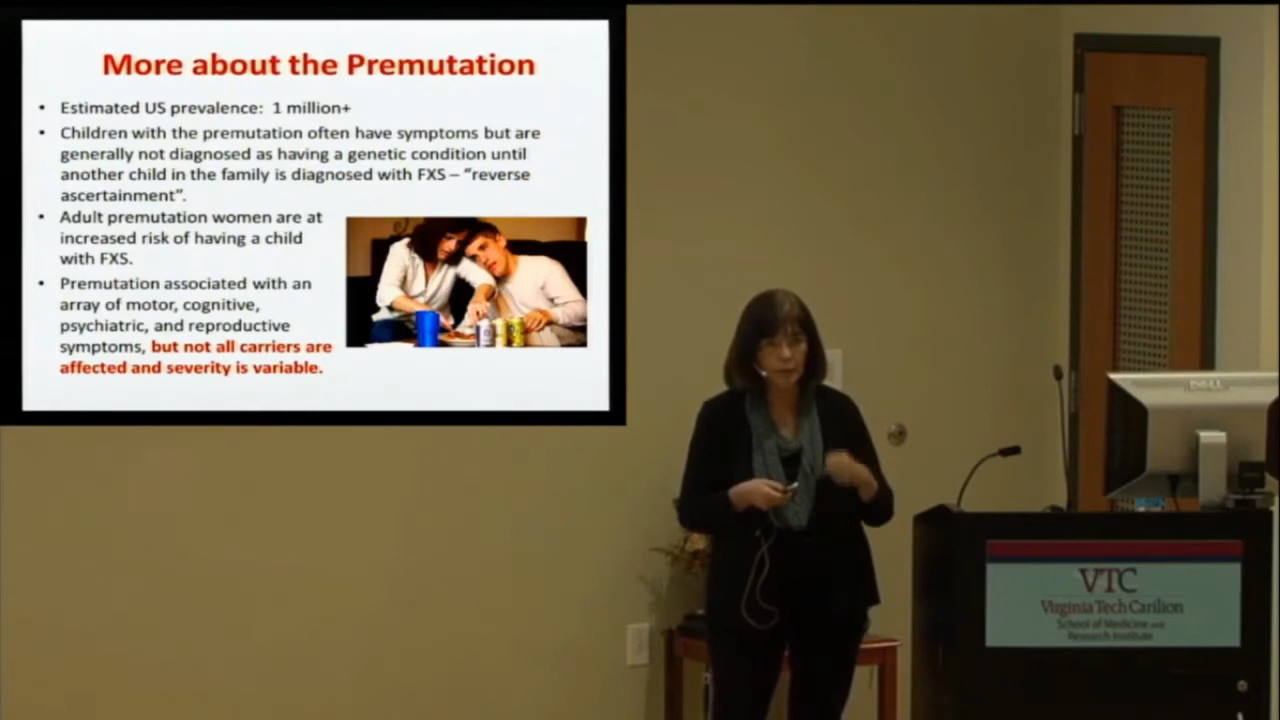 More about the Premutation
• Estimated US prevalence: 1 million+
• Children with the premutation often have symptoms but are
generally not diagnosed as having a genetic condition until
another child in the family is diagnosed with FXS – “reverse
ascertainment”.
• Adult premutation women are at
increased risk of having a child
with FXS.
• Premutation associated with an
array of motor, cognitive,
psychiatric, and reproductive
symptoms, but not all carriers are
affected and severity is variable.
DELL
VTC
Virginia Tech Carilion
School of Medicine and
Research Institute